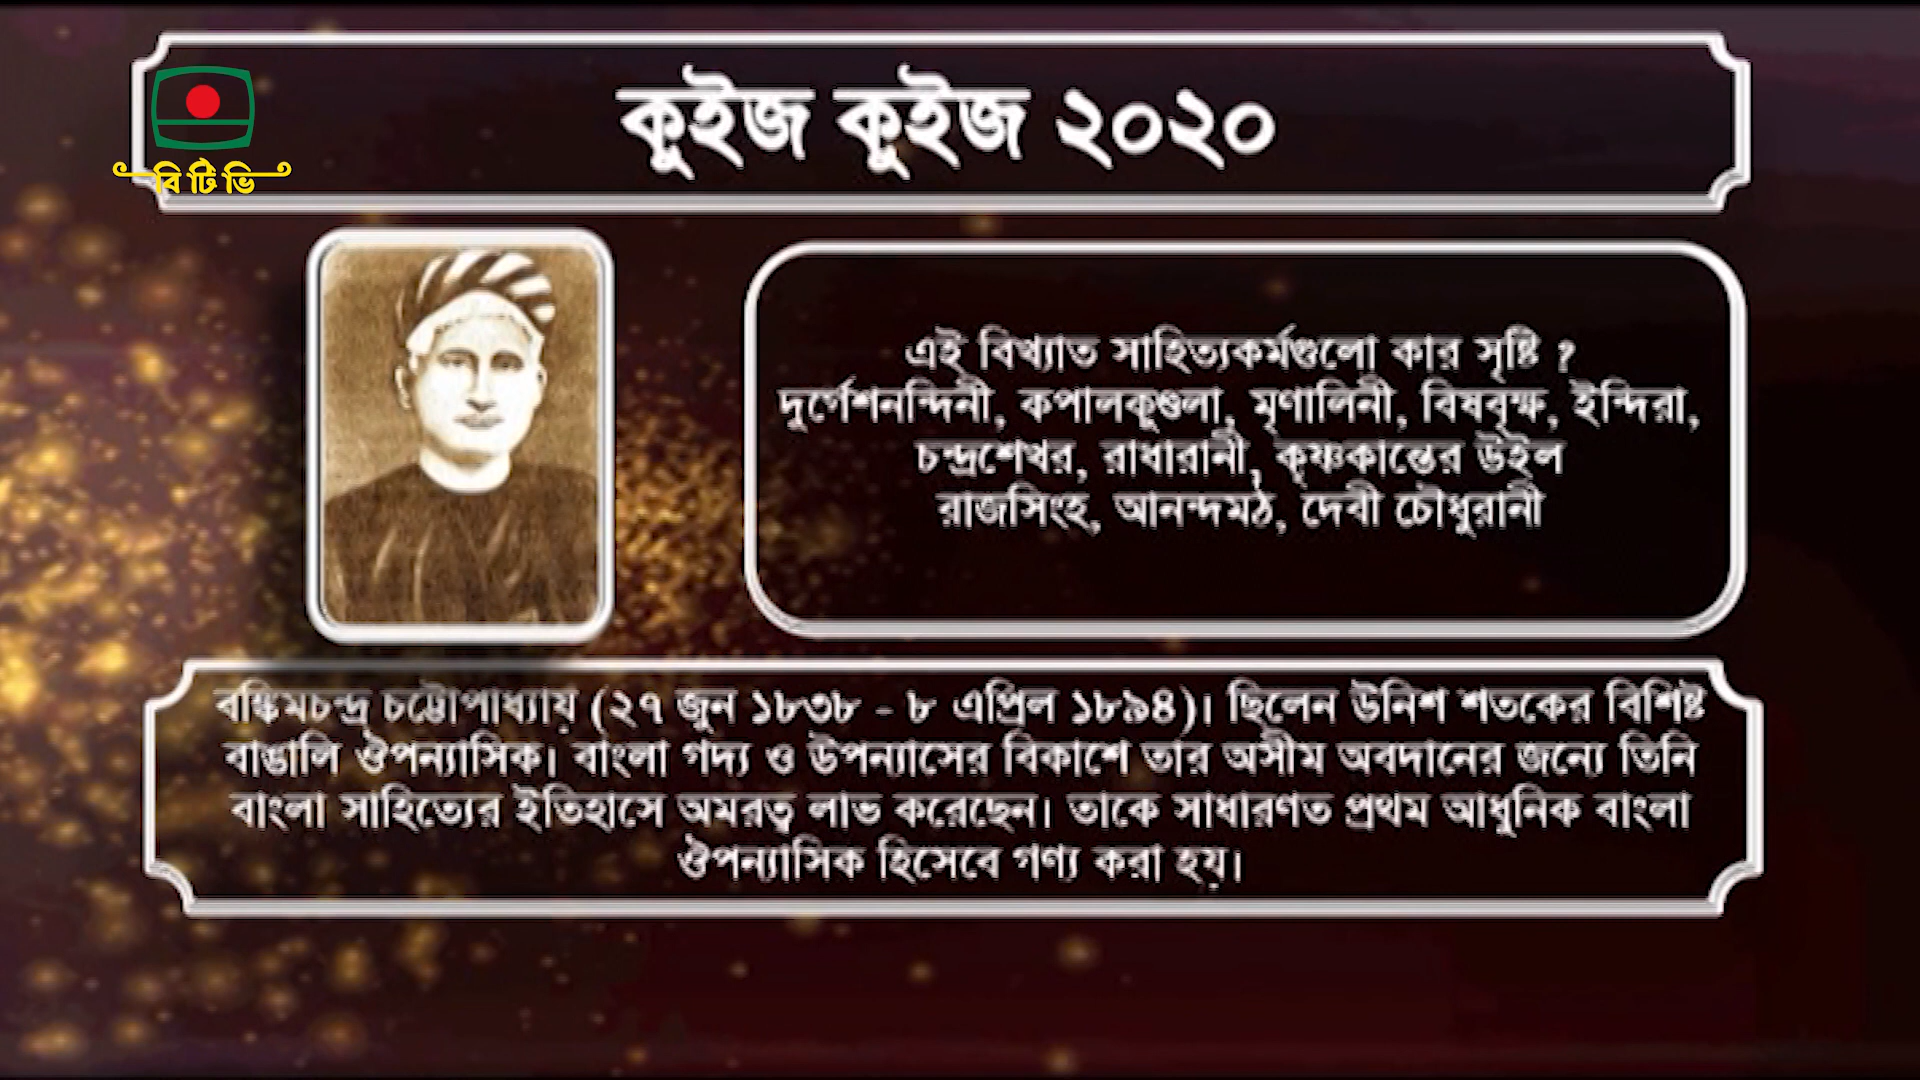 কুইজ কুইজ ২০২০
বিটিভি
এই বিখ্যাত সাহিত্যকর্মগুলো কার সৃষ্টি ?
দুর্গেশনন্দিনী, কপালকুণ্ডলা, মৃণালিনী, বিষবৃক্ষ, ইন্দিরা,
চন্দ্রশেখর, রাধারানী, কৃষ্ণকান্তের উইল
রাজসিংহ, আনন্দমঠ, দেবী চৌধুরানী
বঙ্কিমচন্দ্র চট্টোপাধ্যায় (২৭ জুন ১৮৩৮ - ৮ এপ্রিল ১৮৯৪)। ছিলেন উনিশ শতকের বিশিষ্ট
বাঙালি ঔপন্যাসিক। বাংলা গদ্য ও উপন্যাসের বিকাশে তার অসীম অবদানের জন্যে তিনি
বাংলা সাহিত্যের ইতিহাসে অমরত্ব লাভ করেছেন। তাকে সাধারণত প্রথম আধুনিক বাংলা
ঔপন্যাসিক হিসেবে গণ্য করা হয়।